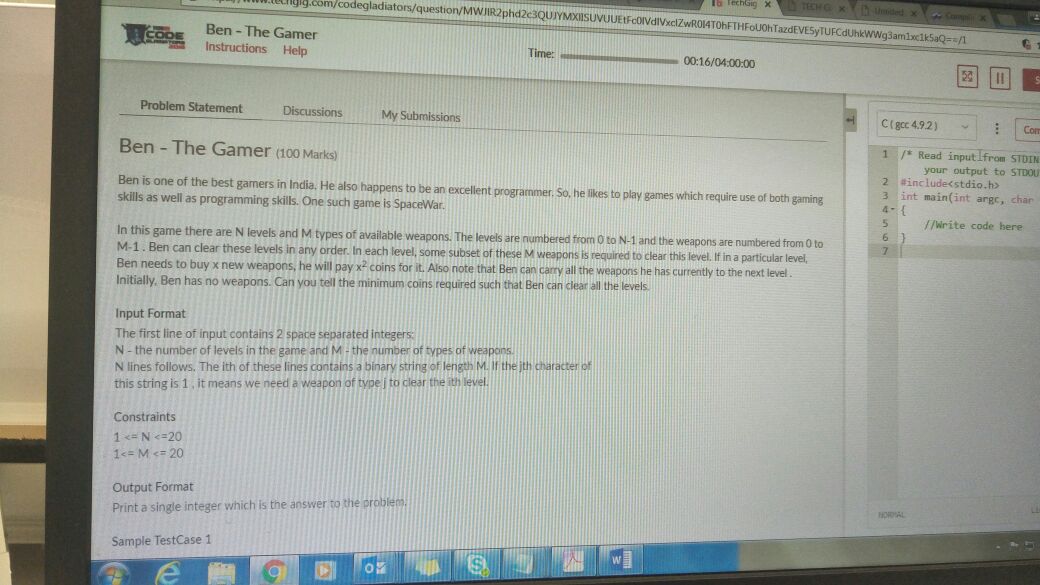 TechGig
TECH G
Untitled
Compil
www.techgig.com/codegladiators/question/
CODE
GLADIATORS
Ben - The Gamer
Instructions Help
Time: 00:16/04:00:00
Problem Statement Discussions My Submissions
C ( gcc 4.9.2 )
Com
Ben - The Gamer (100 Marks)
Ben is one of the best gamers in India. He also happens to be an excellent programmer. So, he likes to play games which require use of both gaming
skills as well as programming skills. One such game is SpaceWar.
In this game there are N levels and M types of available weapons. The levels are numbered from 0 to N-1 and the weapons are numbered from 0 to
M-1 . Ben can clear these levels in any order. In each level, some subset of these M weapons is required to clear this level. If in a particular level,
Ben needs to buy x new weapons, he will pay x² coins for it. Also note that Ben can carry all the weapons he has currently to the next level .
Initially, Ben has no weapons. Can you tell the minimum coins required such that Ben can clear all the levels.
Input Format
The first line of input contains 2 space separated integers:
N - the number of levels in the game and M - the number of types of weapons.
N lines follows. The ith of these lines contains a binary string of length M. If the jth character of
this string is 1 , it means we need a weapon of type j to clear the ith level.
Constraints
1 <= N <=20
1<= M <= 20
Output Format
Print a single integer which is the answer to the problem.
Sample TestCase 1
1 /* Read input from STDIN
your output to STDOU
2 #include<stdio.h>
3 int main(int argc, char
4 {
5 //Write code here
6 }
7
NORMAL